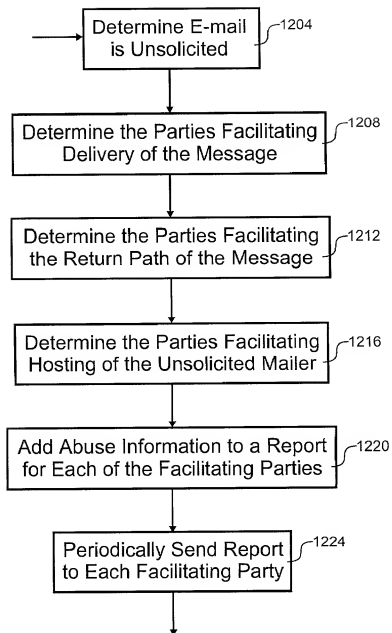 Determine E-mail
is Unsolicited
1204
Determine the Parties Facilitating
Delivery of the Message
1208
Determine the Parties Facilitating
the Return Path of the Message
1212
Determine the Parties Facilitating
Hosting of the Unsolicited Mailer
1216
Add Abuse Information to a Report
for Each of the Facilitating Parties
1220
Periodically Send Report
to Each Facilitating Party
1224